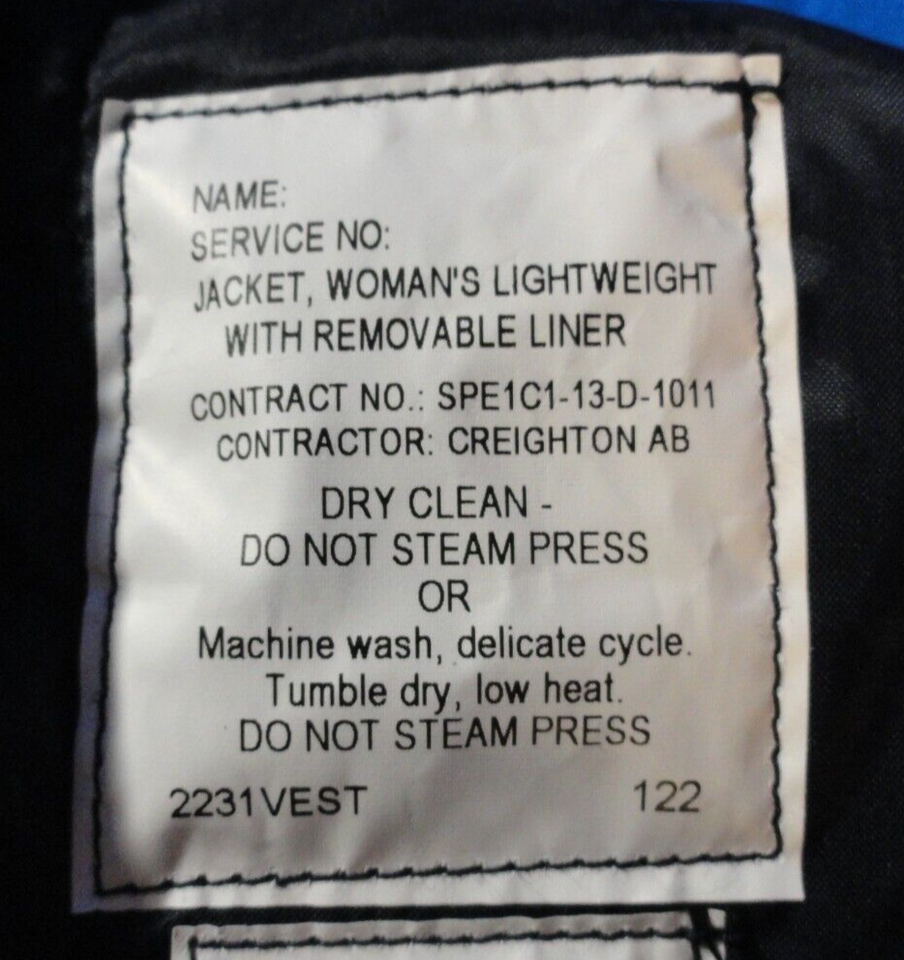 NAME:
SERVICE NO:
JACKET, WOMAN'S LIGHTWEIGHT
WITH REMOVABLE LINER
CONTRACT NO.: SPE1C1-13-D-1011
CONTRACTOR: CREIGHTON AB
DRY CLEAN -
DO NOT STEAM PRESS
OR
Machine wash, delicate cycle.
Tumble dry, low heat.
DO NOT STEAM PRESS
2231VEST 122